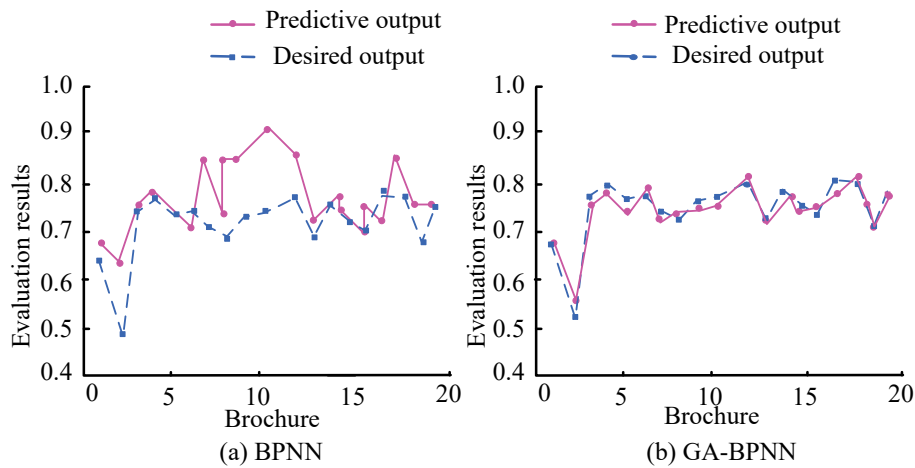 Predictive output
Desired output
Evaluation results
1.0
0.9
0.8
0.7
0.6
0.5
0.4
0 5 10 15 20
Brochure
(a) BPNN
Predictive output
Desired output
Evaluation results
1.0
0.9
0.8
0.7
0.6
0.5
0.4
0 5 10 15 20
Brochure
(b) GA-BPNN